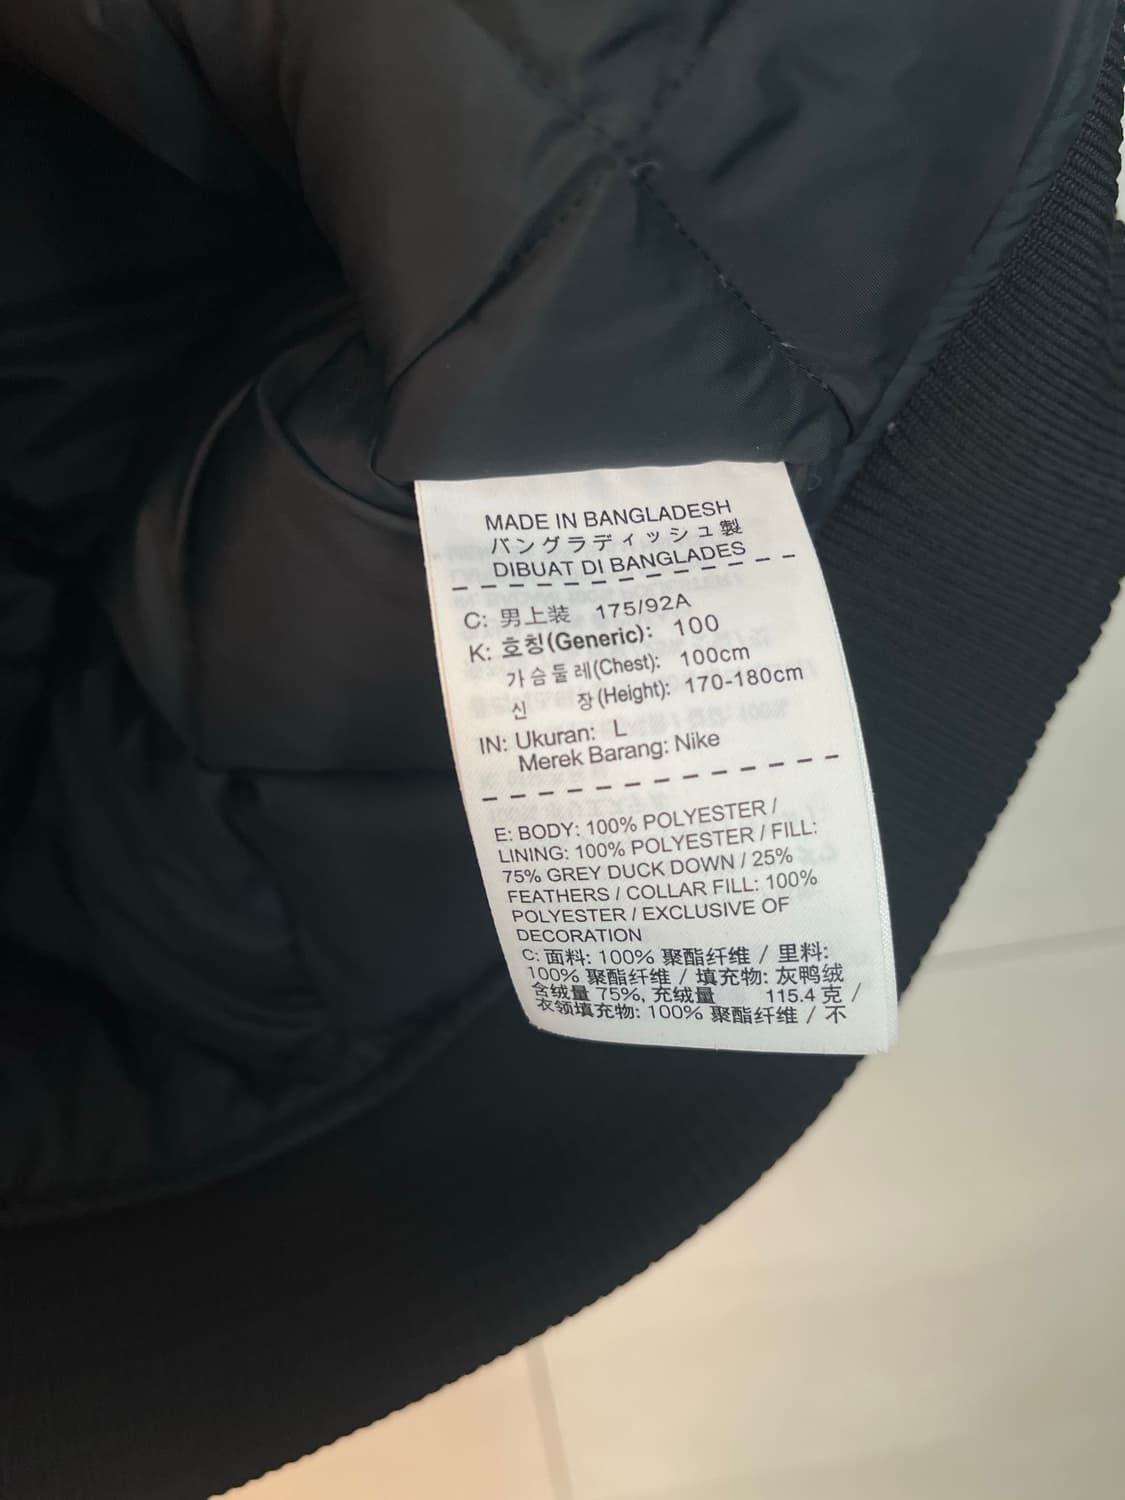 MADE IN BANGLADESH
バングラディッシュ製
DIBUAT DI BANGLADES
C: 男上装 175/92A
K: 호칭(Generic): 100
가슴둘레(Chest): 100cm
신 장(Height): 170-180cm
IN: Ukuran: L
Merek Barang: Nike
E: BODY: 100% POLYESTER /
LINING: 100% POLYESTER / FILL:
75% GREY DUCK DOWN / 25%
FEATHERS / COLLAR FILL: 100%
POLYESTER / EXCLUSIVE OF
DECORATION
C: 面料: 100% 聚酯纤维 / 里料:
100% 聚酯纤维 / 填充物: 灰鸭绒
含绒量 75%, 充绒量 115.4 克 /
衣领填充物: 100% 聚酯纤维 / 不